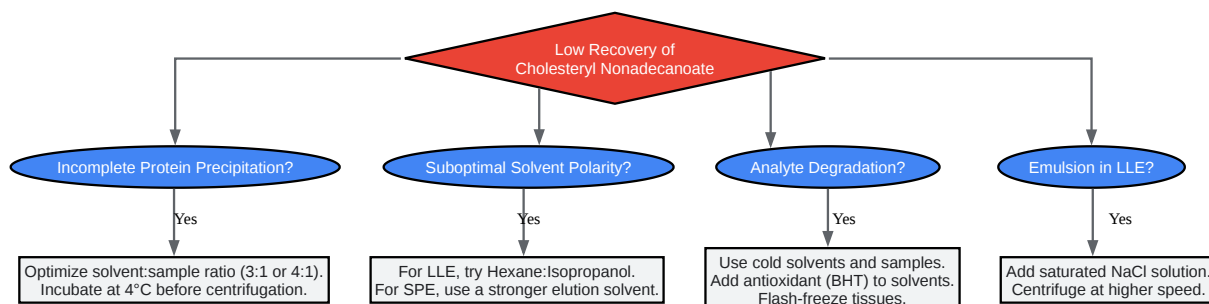 Low Recovery of
Cholesteryl Nonadecanoate
Incomplete Protein Precipitation?
Suboptimal Solvent Polarity?
Analyte Degradation?
Emulsion in LLE?
Yes
Yes
Yes
Yes
Optimize solvent:sample ratio (3:1 or 4:1).
Incubate at 4°C before centrifugation.
For LLE, try Hexane:Isopropanol.
For SPE, use a stronger elution solvent.
Use cold solvents and samples.
Add antioxidant (BHT) to solvents.
Flash-freeze tissues.
Add saturated NaCl solution.
Centrifuge at higher speed.